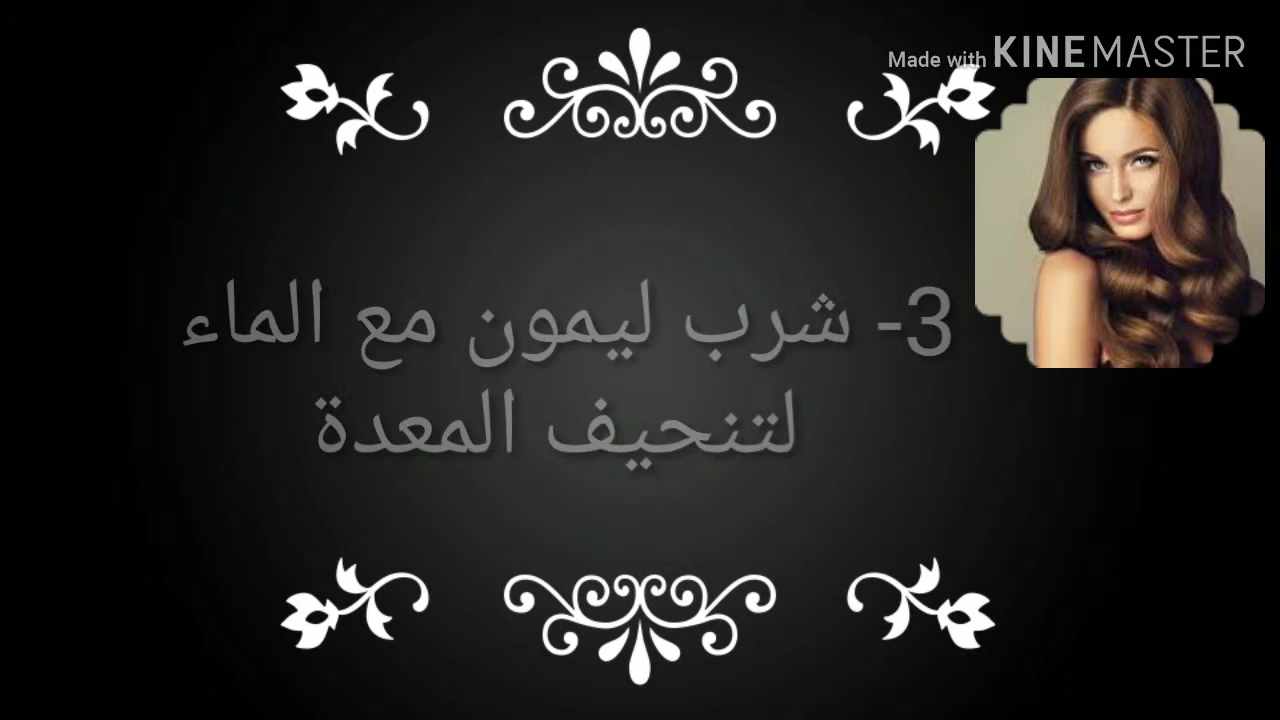 Made with KINEMASTER
3- شرب ليمون مع الماء
لتنحيف المعدة